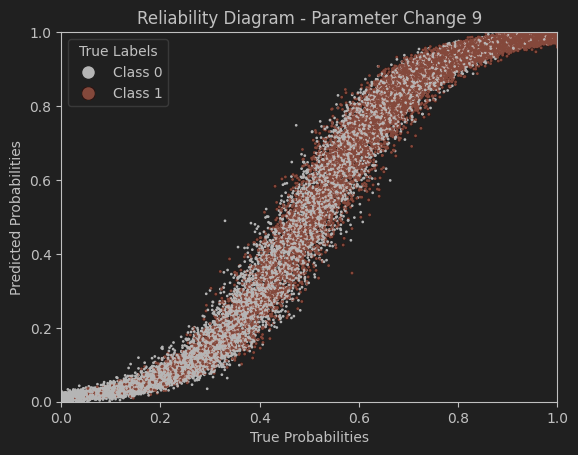 Reliability Diagram - Parameter Change 9
True Labels
Class 0
Class 1
1.0
0.8
0.6
0.4
0.2
0.0
Predicted Probabilities
0.0 0.2 0.4 0.6 0.8 1.0
True Probabilities